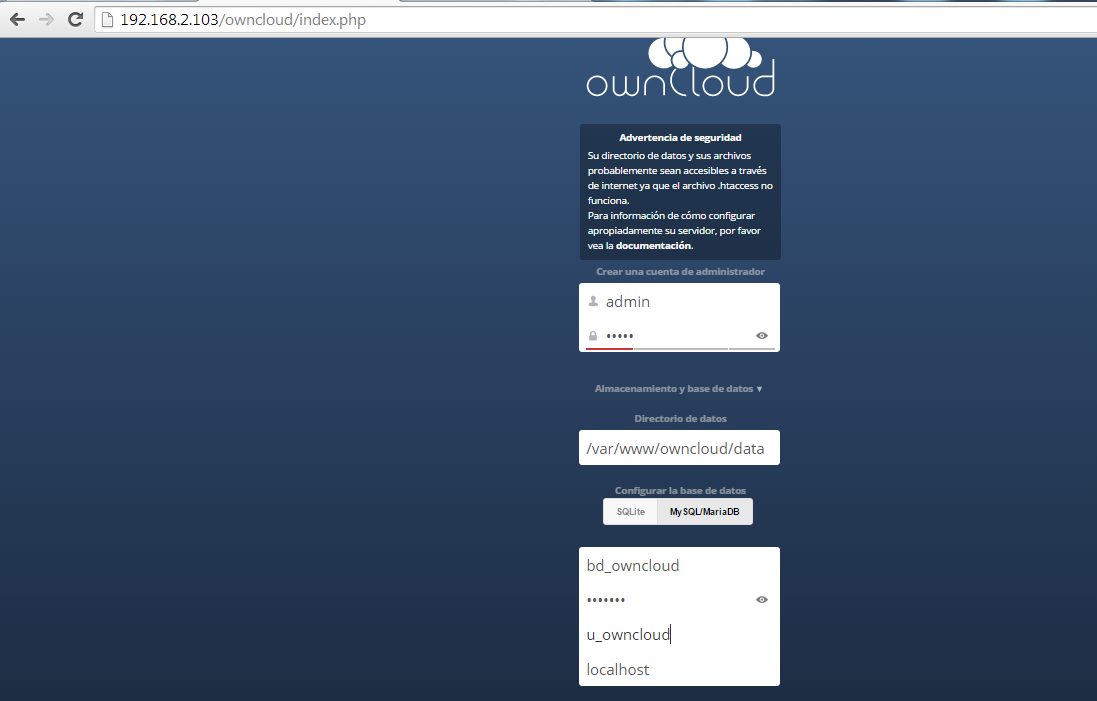 192.168.2.103/owncloud/index.php
ownCloud
Advertencia de seguridad
Su directorio de datos y sus archivos
probablemente sean accesibles a través
de internet ya que el archivo .htaccess no
funciona.
Para información de cómo configurar
apropiadamente su servidor, por favor
vea la documentación.
Crear una cuenta de administrador
admin
•••••
Almacenamiento y base de datos ▼
Directorio de datos
/var/www/owncloud/data
Configurar la base de datos
SQLite MySQL/MariaDB
bd_owncloud
•••••••
u_owncloud
localhost